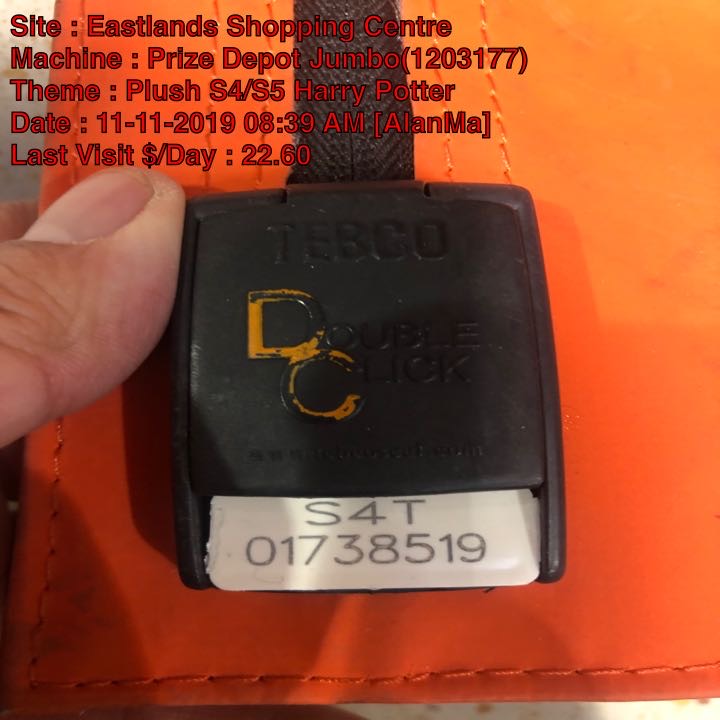 Site : Eastlands Shopping Centre
Machine : Prize Depot Jumbo(1203177)
Theme : Plush S4/S5 Harry Potter
Date : 11-11-2019 08:39 AM [AlanMa]
Last Visit $/Day : 22.60
TEBCO
DOUBLE
CLICK
S4T
01738519